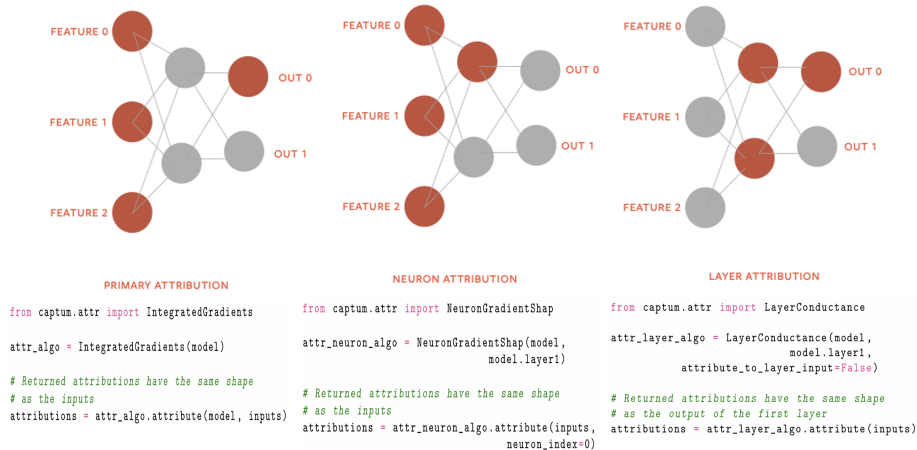 FEATURE 0
OUT 0
FEATURE 1
OUT 1
FEATURE 2
PRIMARY ATTRIBUTION
from captum.attr import IntegratedGradients
attr_algo = IntegratedGradients(model)
# Returned attributions have the same shape
# as the inputs
attributions = attr_algo.attribute(model, inputs)
FEATURE 0
OUT 0
FEATURE 1
OUT 1
FEATURE 2
NEURON ATTRIBUTION
from captum.attr import NeuronGradientShap
attr_neuron_algo = NeuronGradientShap(model,
model.layer1)
# Returned attributions have the same shape
# as the inputs
attributions = attr_neuron_algo.attribute(inputs,
neuron_index=0)
FEATURE 0
OUT 0
FEATURE 1
OUT 1
FEATURE 2
LAYER ATTRIBUTION
from captum.attr import LayerConductance
attr_layer_algo = LayerConductance(model,
model.layer1,
attribute_to_layer_input=False)
# Returned attributions have the same shape
# as the output of the first layer
attributions = attr_layer_algo.attribute(inputs)